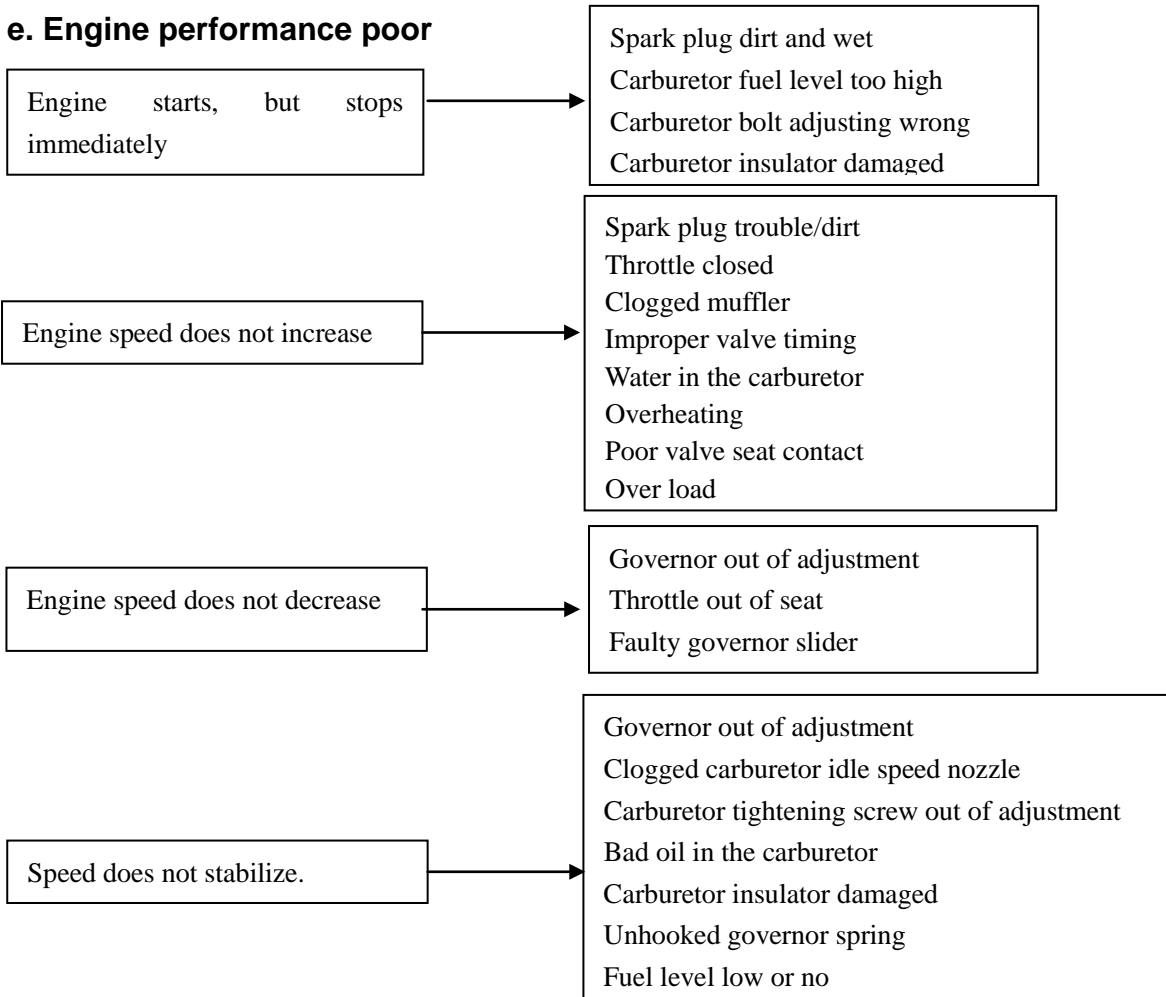 e. Engine performance poor
Engine starts, but stops
immediately
Spark plug dirt and wet
Carburetor fuel level too high
Carburetor bolt adjusting wrong
Carburetor insulator damaged
Engine speed does not increase
Spark plug trouble/dirt
Throttle closed
Clogged muffler
Improper valve timing
Water in the carburetor
Overheating
Poor valve seat contact
Over load
Engine speed does not decrease
Governor out of adjustment
Throttle out of seat
Faulty governor slider
Speed does not stabilize.
Governor out of adjustment
Clogged carburetor idle speed nozzle
Carburetor tightening screw out of adjustment
Bad oil in the carburetor
Carburetor insulator damaged
Unhooked governor spring
Fuel level low or no